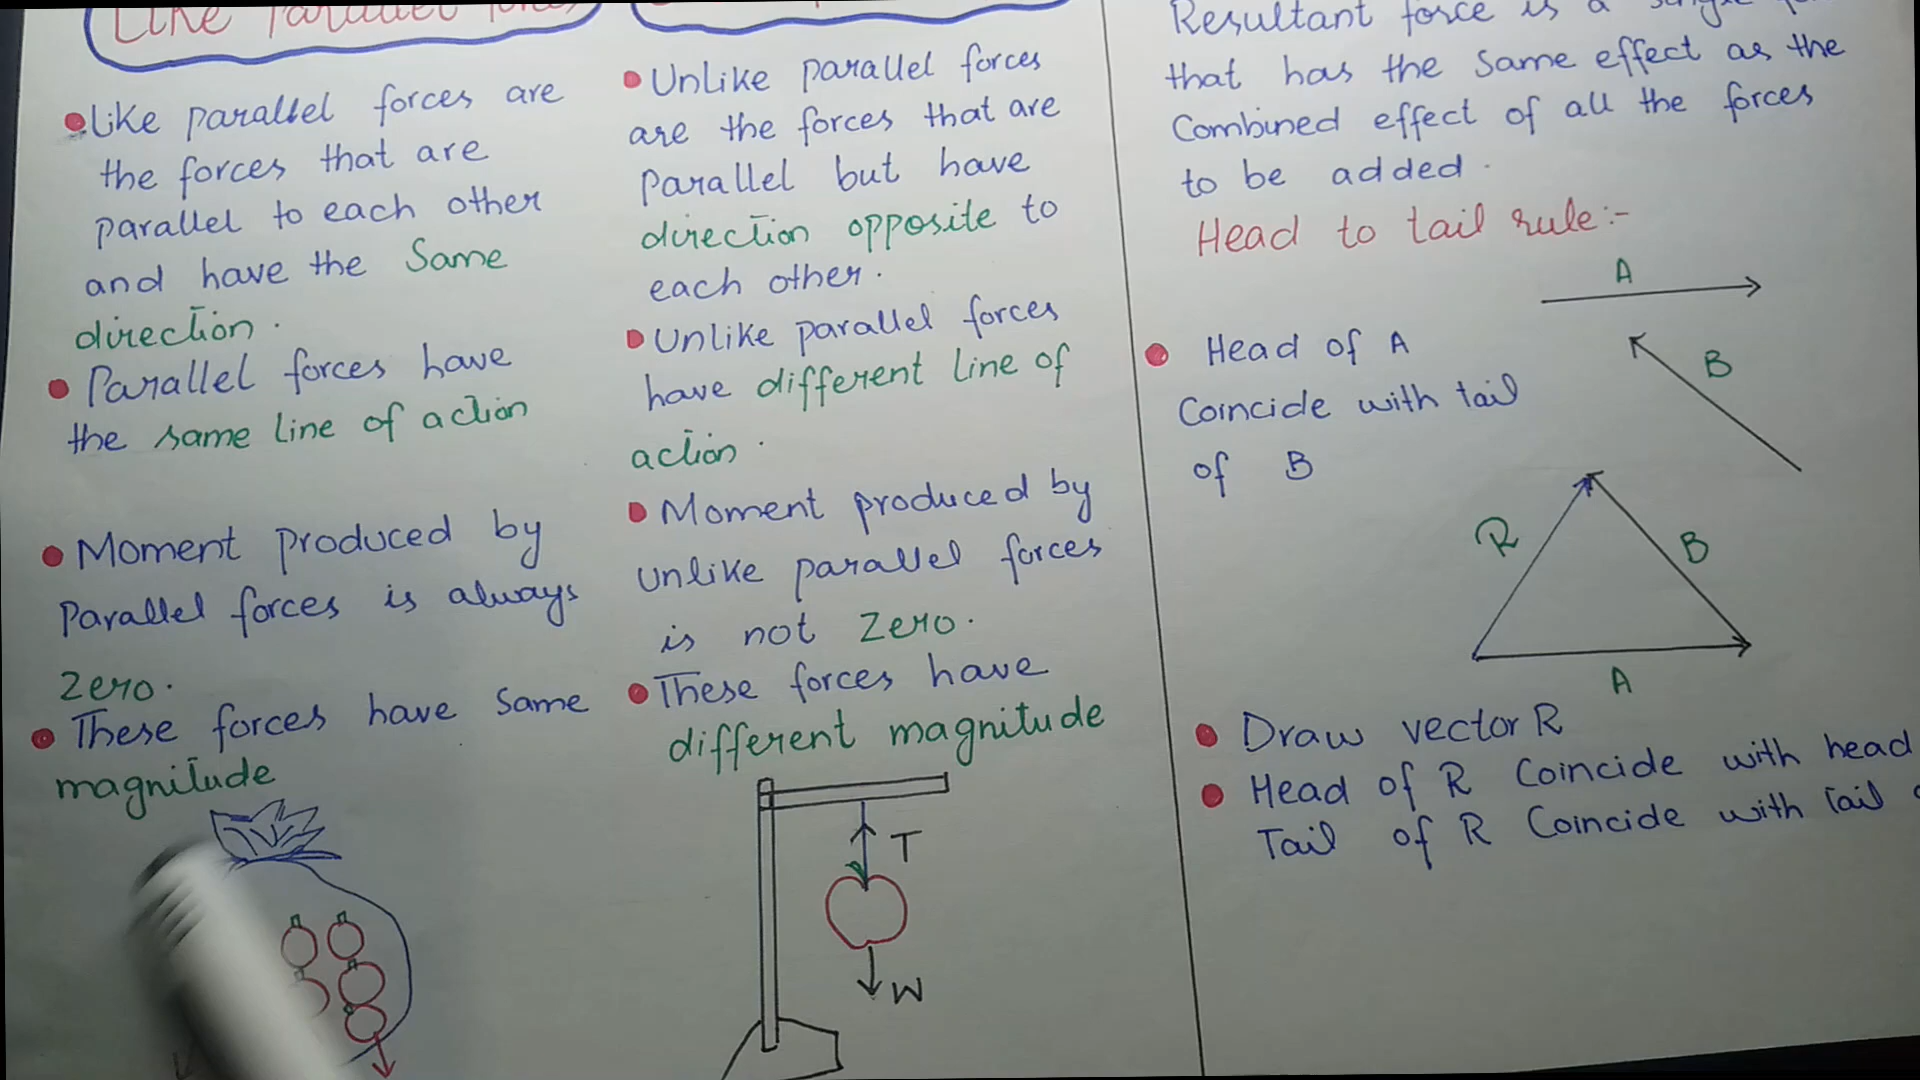 Like Parallel forces
• Like parallel forces are
the forces that are
parallel to each other
and have the Same
direction.
• Parallel forces have
the same line of action
• Moment produced by
Parallel forces is always
Zero.
• These forces have Same
magnitude
• Unlike parallel forces
are the forces that are
parallel but have
direction opposite to
each other.
• Unlike parallel forces
have different line of
action.
• Moment produced by
unlike parallel forces
is not Zero.
• These forces have
different magnitude
T
W
Resultant force is a single
that has the same effect as the
Combined effect of all the forces
to be added.
Head to tail rule:-
A
B
• Head of A
Coincide with tail
of B
R
B
A
• Draw vector R
• Head of R Coincide with head
Tail of R Coincide with Tail